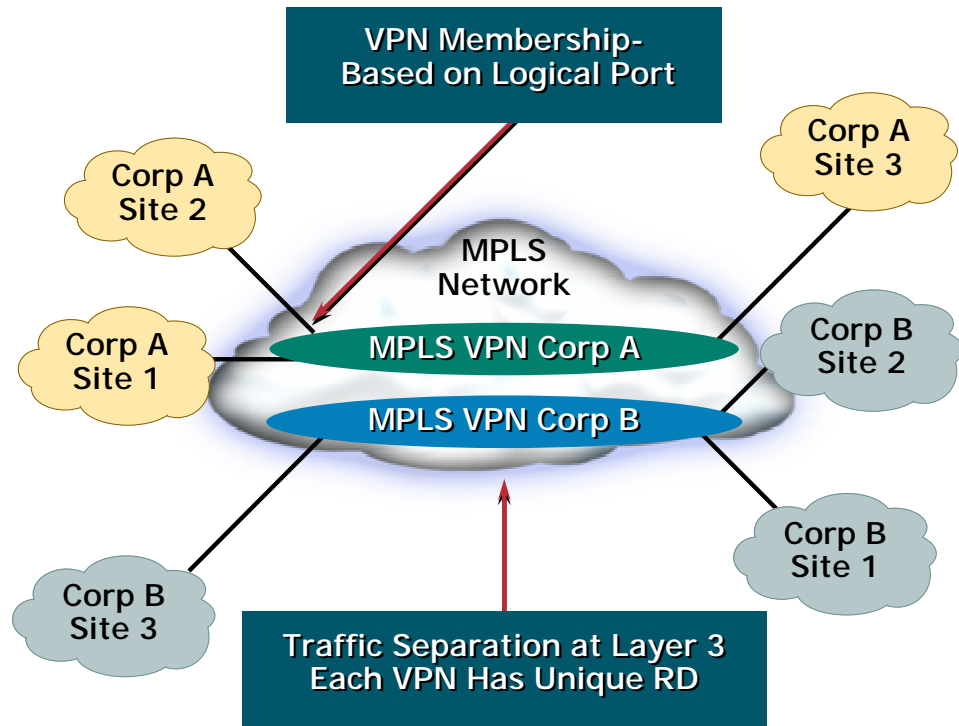 VPN Membership-
Based on Logical Port
Corp A
Site 3
Corp A
Site 2
MPLS
Network
Corp A
Site 1
MPLS VPN Corp A
Corp B
Site 2
MPLS VPN Corp B
Corp B
Site 1
Corp B
Site 3
Traffic Separation at Layer 3
Each VPN Has Unique RD